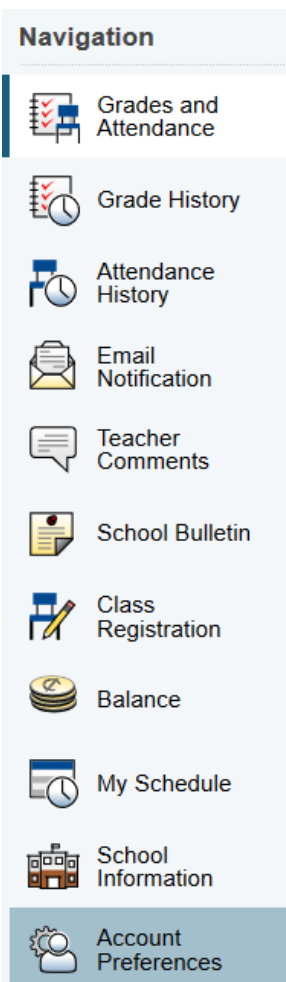 Navigation
Grades and
Attendance
Grade History
Attendance
History
Email
Notification
Teacher
Comments
School Bulletin
Class
Registration
Balance
My Schedule
School
Information
Account
Preferences